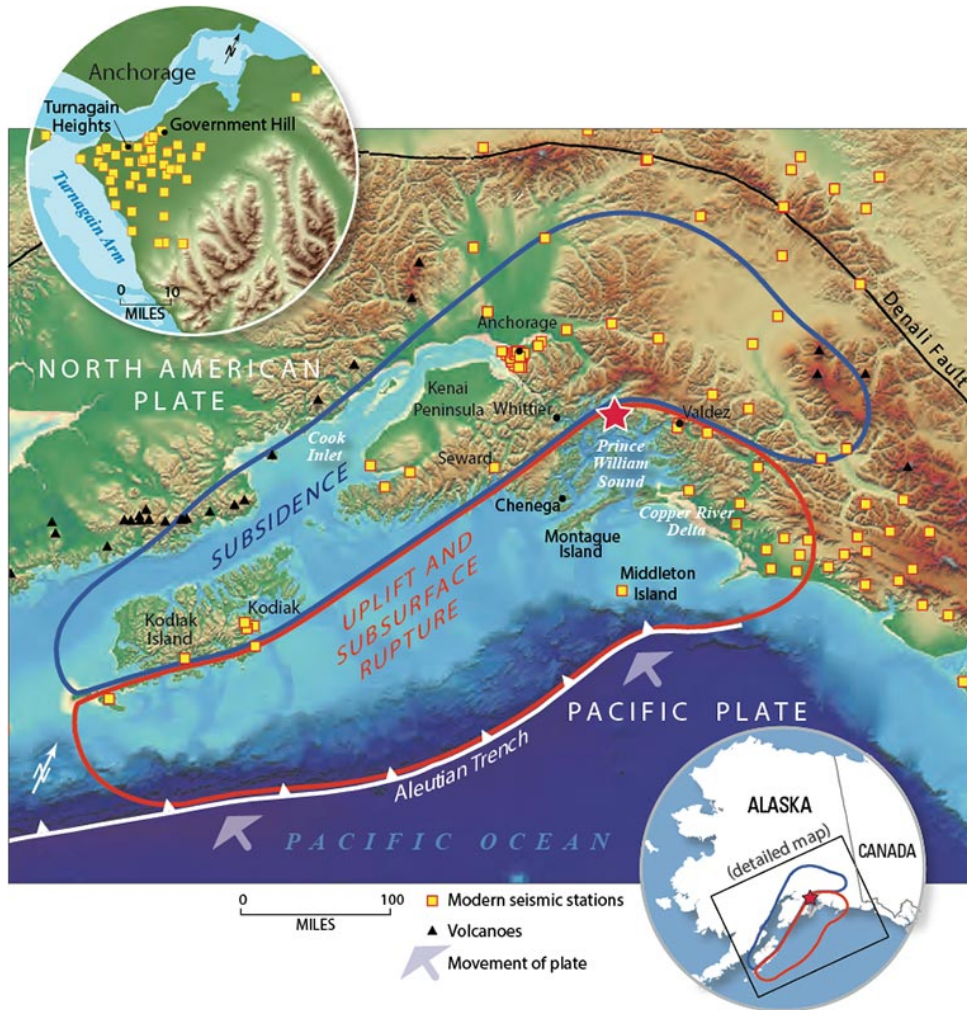 N
Anchorage
Turnagain
Heights
Government Hill
Turnagain Arm
0 10
MILES
Denali Fault
NORTH AMERICAN
PLATE
Anchorage
Kenai
Peninsula
Whittier
Valdez
Cook
Inlet
Seward
Prince
William
Sound
SUBSIDENCE
Chenega
Copper River
Delta
Montague
Island
UPLIFT AND
SUBSURFACE
RUPTURE
Middleton
Island
Kodiak
Island
Kodiak
PACIFIC PLATE
N
Aleutian Trench
PACIFIC OCEAN
ALASKA
(detailed map)
CANADA
0 100
MILES
Modern seismic stations
Volcanoes
Movement of plate